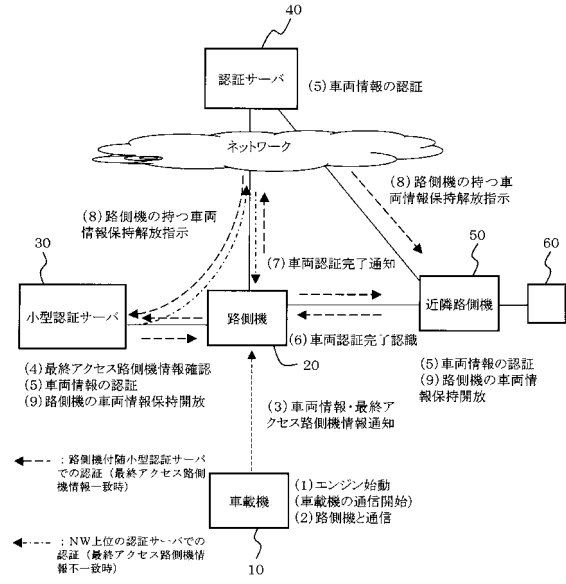 40
認証サーバ
(5)車両情報の認証
ネットワーク
(8)路側機の持つ車両
情報保持解放指示
(8)路側機の持つ車
両情報保持解放指示
30
50
60
(7)車両認証完了通知
小型認証サーバ
路側機
近隣路側機
20
(6)車両認証完了認識
(4)最終アクセス路側機情報確認
(5)車両情報の認証
(9)路側機の車両情報保持開放
(5)車両情報の認証
(9)路側機の車両情
報保持開放
(3)車両情報・最終ア
クセス路側機情報通知
:路側機付随小型認証サーバ
での認証(最終アクセス路側
機情報一致時)
車載機
(1)エンジン始動
(車載機の通信開始)
(2)路側機と通信
:NW上位の認証サーバでの
認証(最終アクセス路側機情
報不一致時)
10